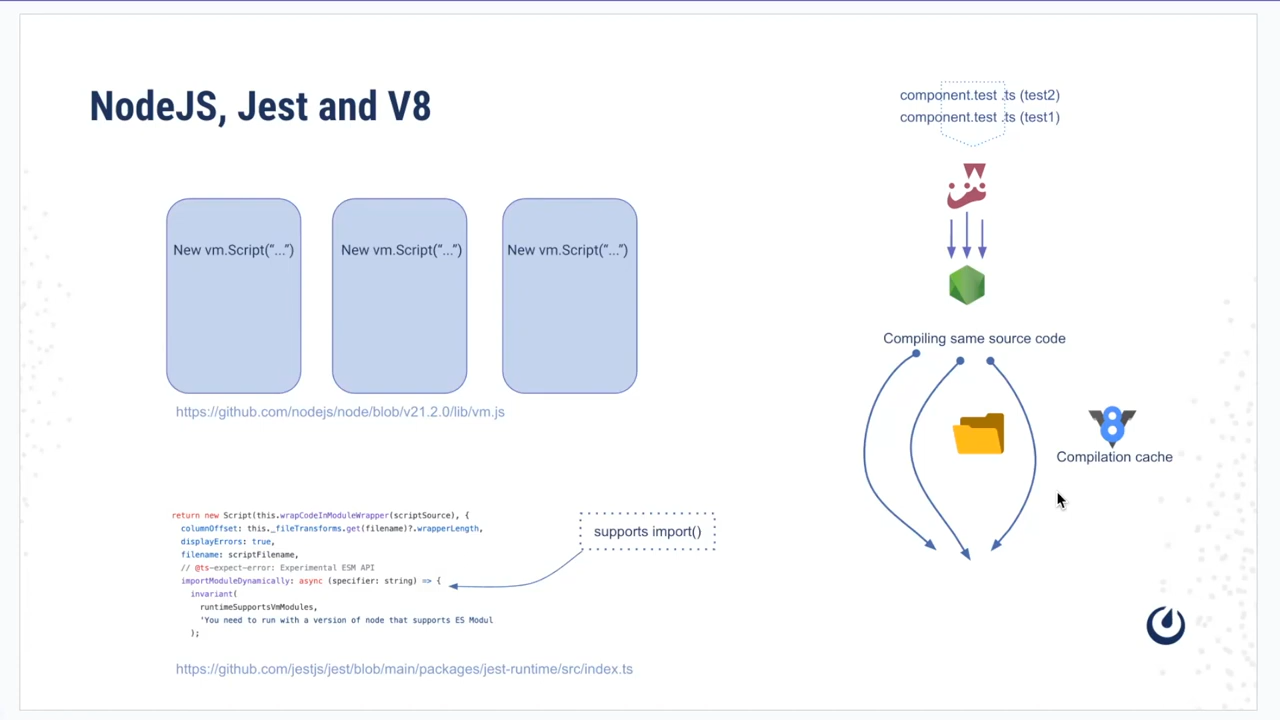 NodeJS, Jest and V8
New vm.Script(“...”)
New vm.Script(“...”)
New vm.Script(“...”)
https://github.com/nodejs/node/blob/v21.2.0/lib/vm.js
return new Script(this.wrapCodeInModuleWrapper(scriptSource), {
columnOffset: this._fileTransforms.get(filename)?.wrapperLength,
displayErrors: true,
filename: scriptFilename,
// @ts-expect-error: Experimental ESM API
importModuleDynamically: async (specifier: string) => {
invariant(
runtimeSupportsVmModules,
'You need to run with a version of node that supports ES Modul
);
supports import()
https://github.com/jestjs/jest/blob/main/packages/jest-runtime/src/index.ts
component.test .ts (test2)
component.test .ts (test1)
Compiling same source code
8
Compilation cache